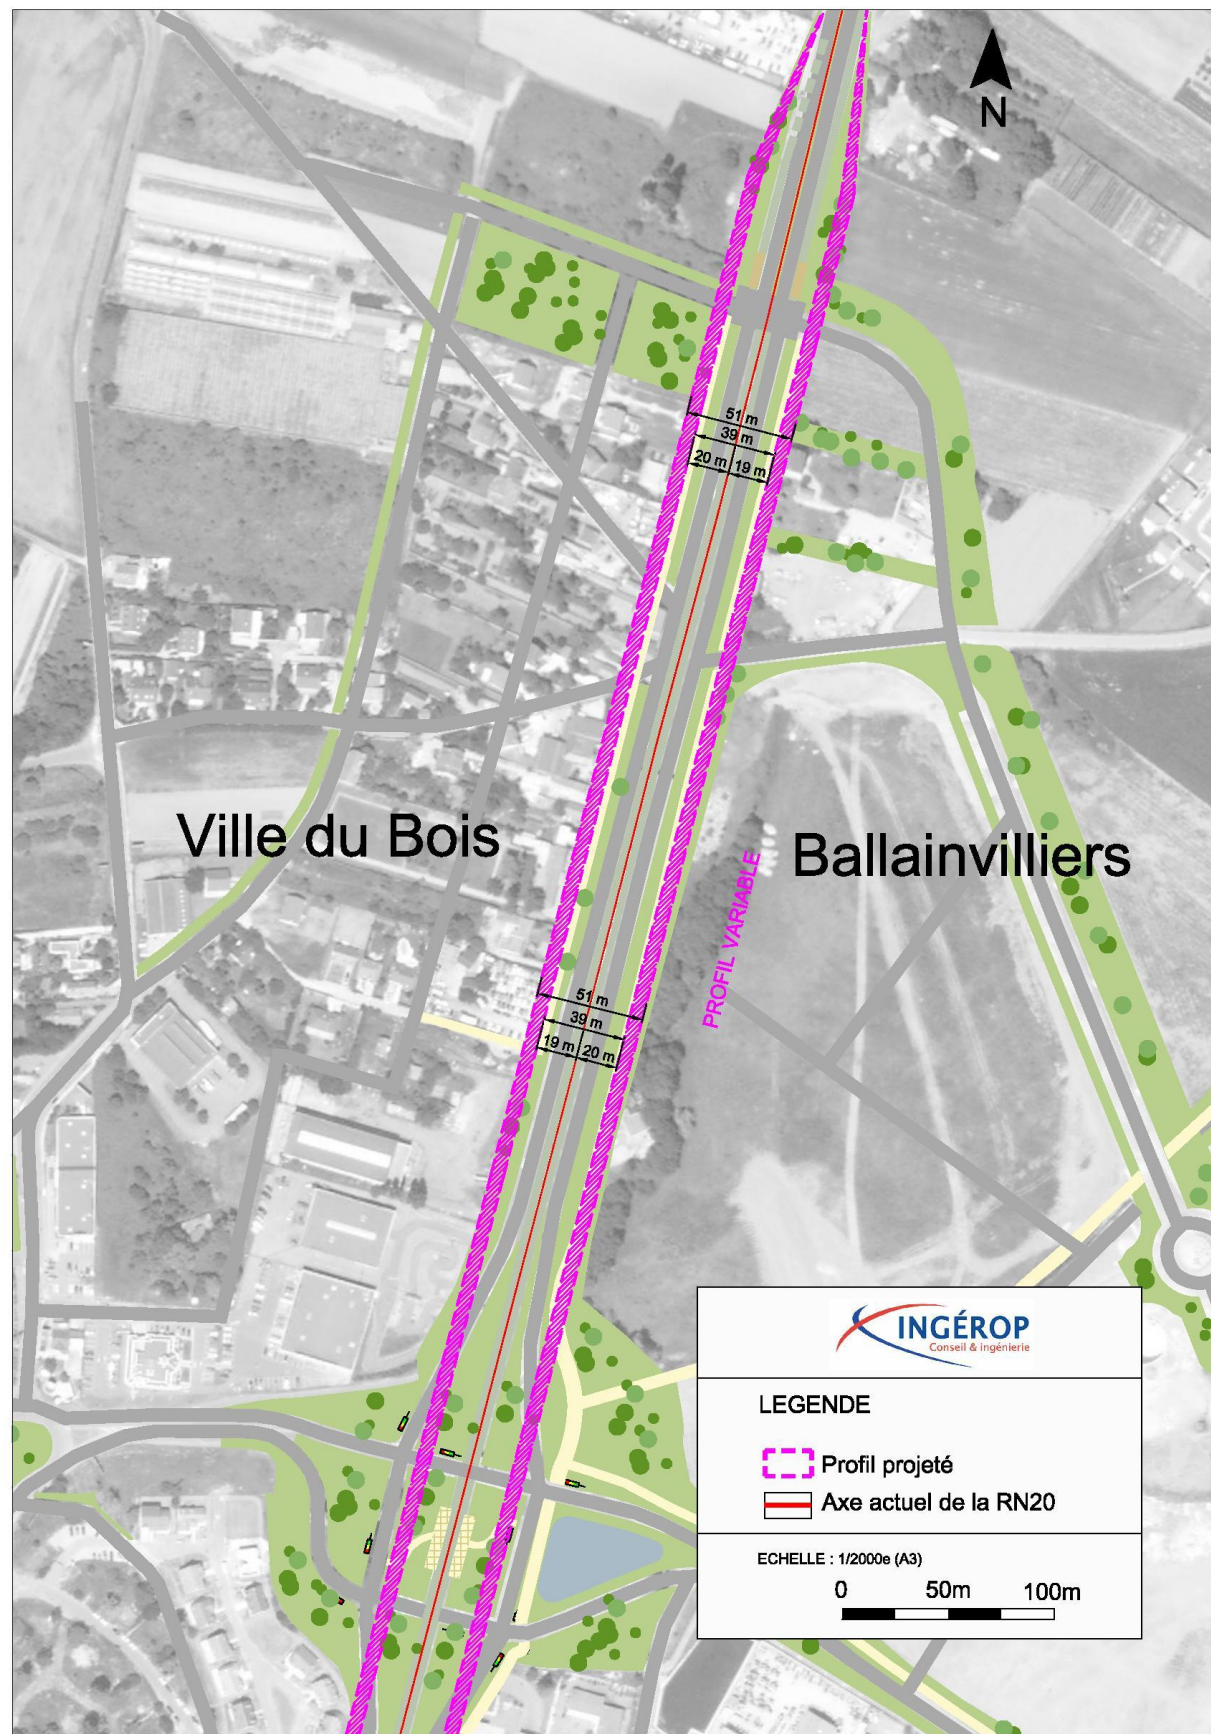 N
51 m
39 m
20 m 19 m
Ville du Bois
Ballainvilliers
PROFIL VARIABLE
51 m
39 m
19 m 20 m
INGÉROP
Conseil & ingénierie
LEGENDE
Profil projeté
Axe actuel de la RN20
ECHELLE : 1/2000e (A3)
0 50m 100m